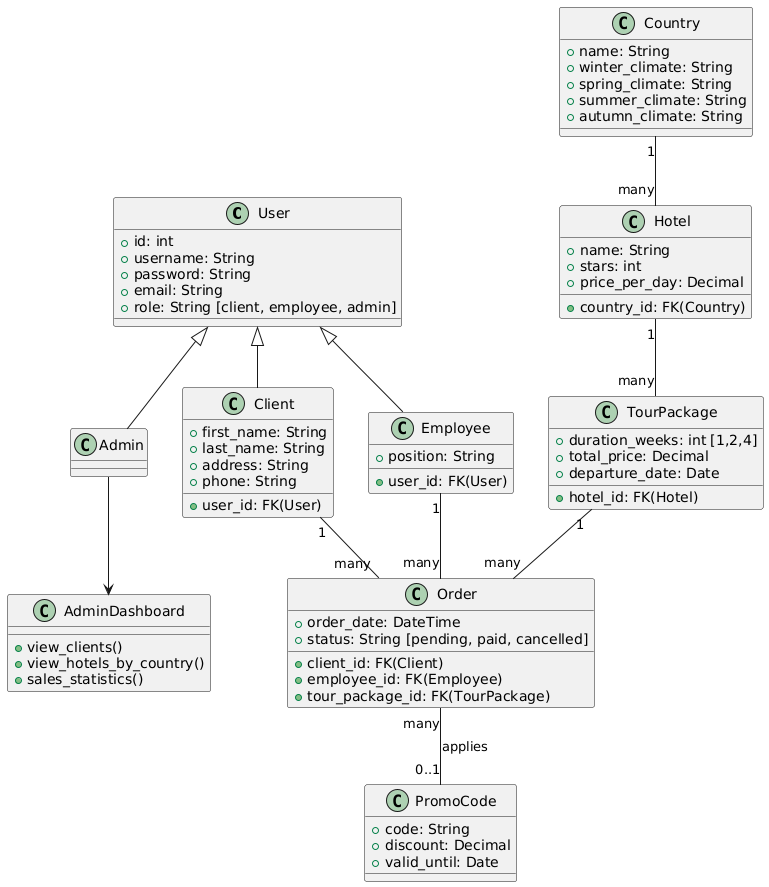 C Country
name: String
winter_climate: String
spring_climate: String
summer_climate: String
autumn_climate: String
1
many
C User
id: int
username: String
password: String
email: String
role: String [client, employee, admin]
C Hotel
name: String
stars: int
price_per_day: Decimal
country_id: FK(Country)
1
many
C Admin
C Client
first_name: String
last_name: String
address: String
phone: String
user_id: FK(User)
C Employee
position: String
user_id: FK(User)
C TourPackage
duration_weeks: int [1,2,4]
total_price: Decimal
departure_date: Date
hotel_id: FK(Hotel)
1
many
1
many
1
many
C AdminDashboard
view_clients()
view_hotels_by_country()
sales_statistics()
C Order
order_date: DateTime
status: String [pending, paid, cancelled]
client_id: FK(Client)
employee_id: FK(Employee)
tour_package_id: FK(TourPackage)
many
applies
0..1
C PromoCode
code: String
discount: Decimal
valid_until: Date